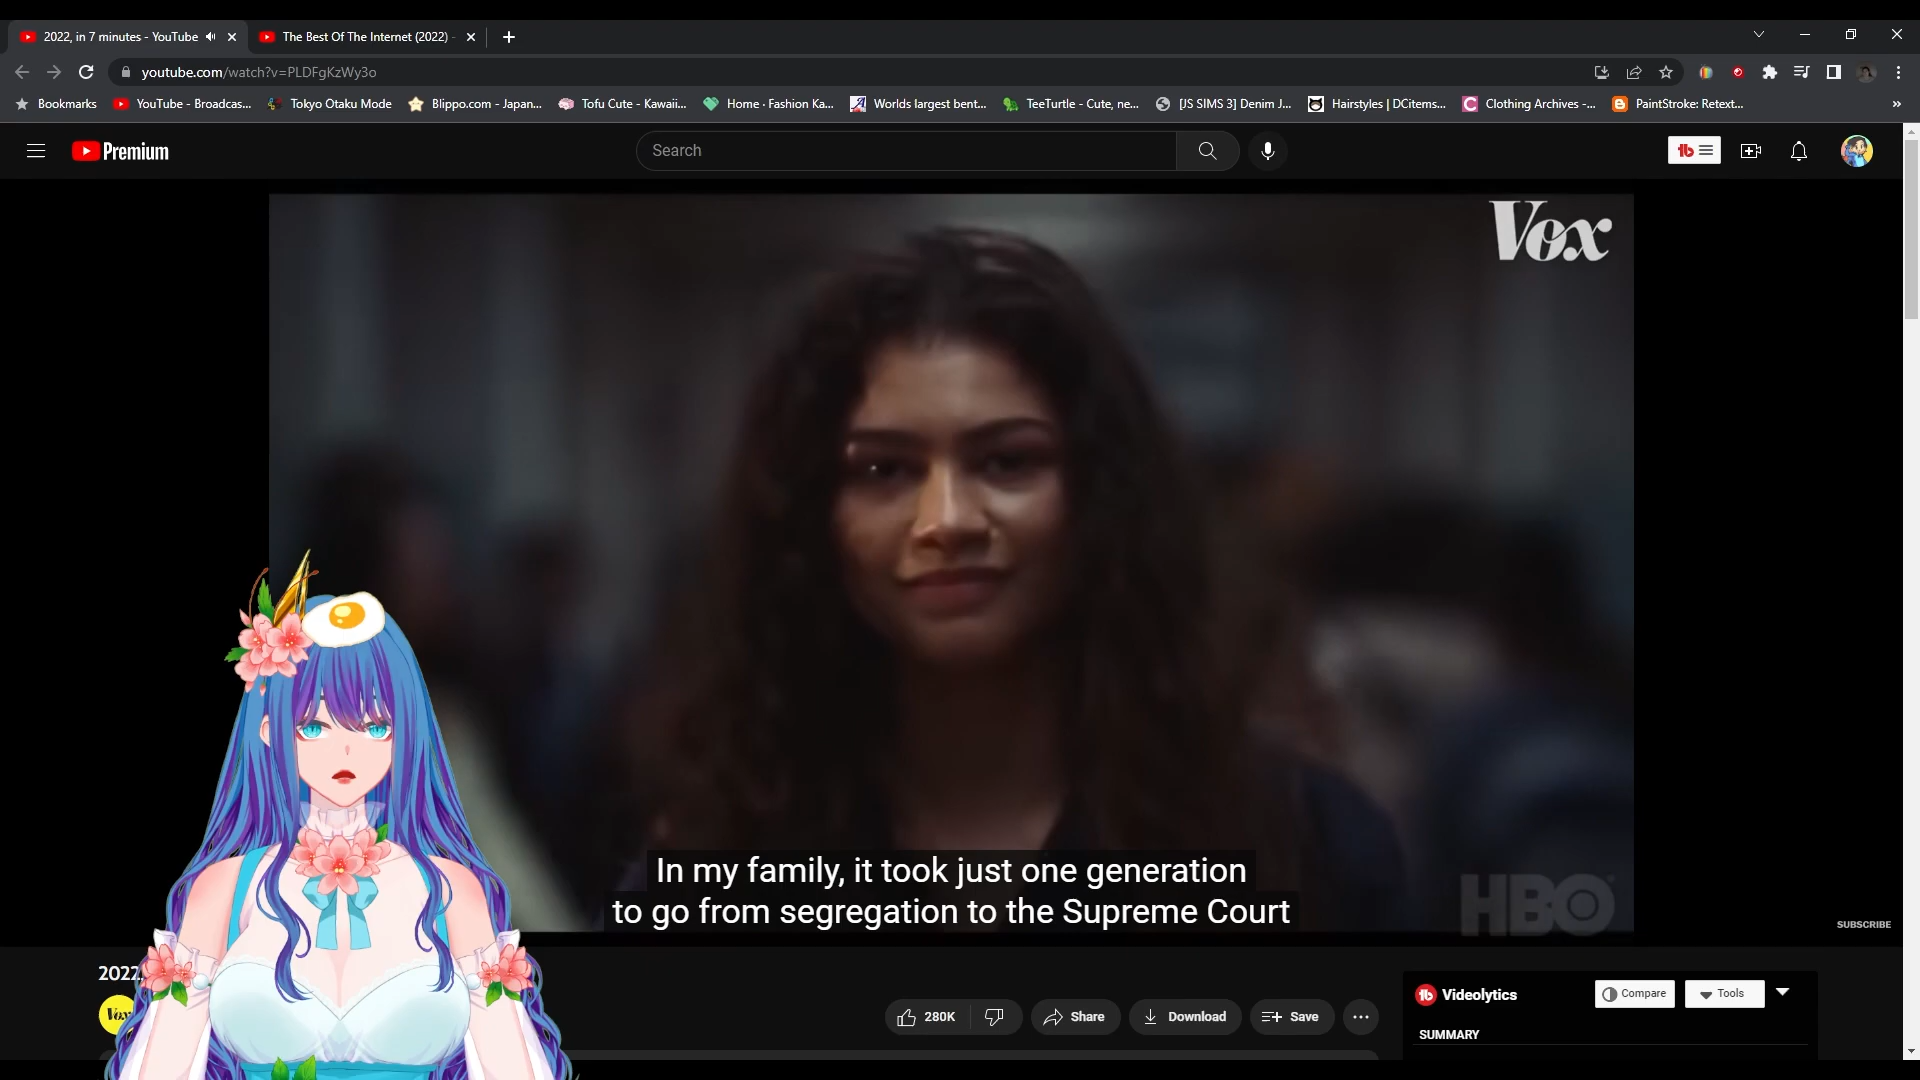 2022, in 7 minutes - YouTube
The Best Of The Internet (2022) -
youtube.com/watch?v=PLDFgKzWy3o
Bookmarks
YouTube - Broadcas...
Tokyo Otaku Mode
Blippo.com - Japan...
Tofu Cute - Kawaii...
Home · Fashion Ka...
Worlds largest bent...
TeeTurtle - Cute, ne...
[JS SIMS 3] Denim J...
Hairstyles | DCitems...
Clothing Archives -...
PaintStroke: Retext...
»
Premium
Search
Vox
In my family, it took just one generation
to go from segregation to the Supreme Court
HBO
SUBSCRIBE
2022,
Vox
280K
Share
Download
Save
Videolytics
Compare
Tools
SUMMARY